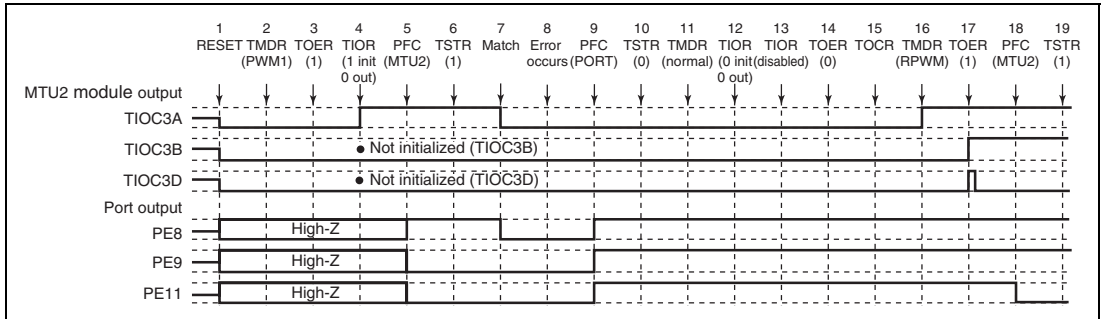 1 2 3 4 5 6 7 8 9 10 11 12 13 14 15 16 17 18 19
RESET TMDR TOER TIOR PFC TSTR Match Error PFC TSTR TMDR TIOR TIOR TOER TOCR TMDR TOER PFC TSTR
(PWM1) (1) (1 init (MTU2) (1) occurs (PORT) (0) (normal) (0 init (disabled) (0) (RPWM) (1) (MTU2) (1)
0 out) 0 out)
MTU2 module output
TIOC3A
TIOC3B • Not initialized (TIOC3B)
TIOC3D • Not initialized (TIOC3D)
Port output
PE8 High-Z
PE9 High-Z
PE11 High-Z